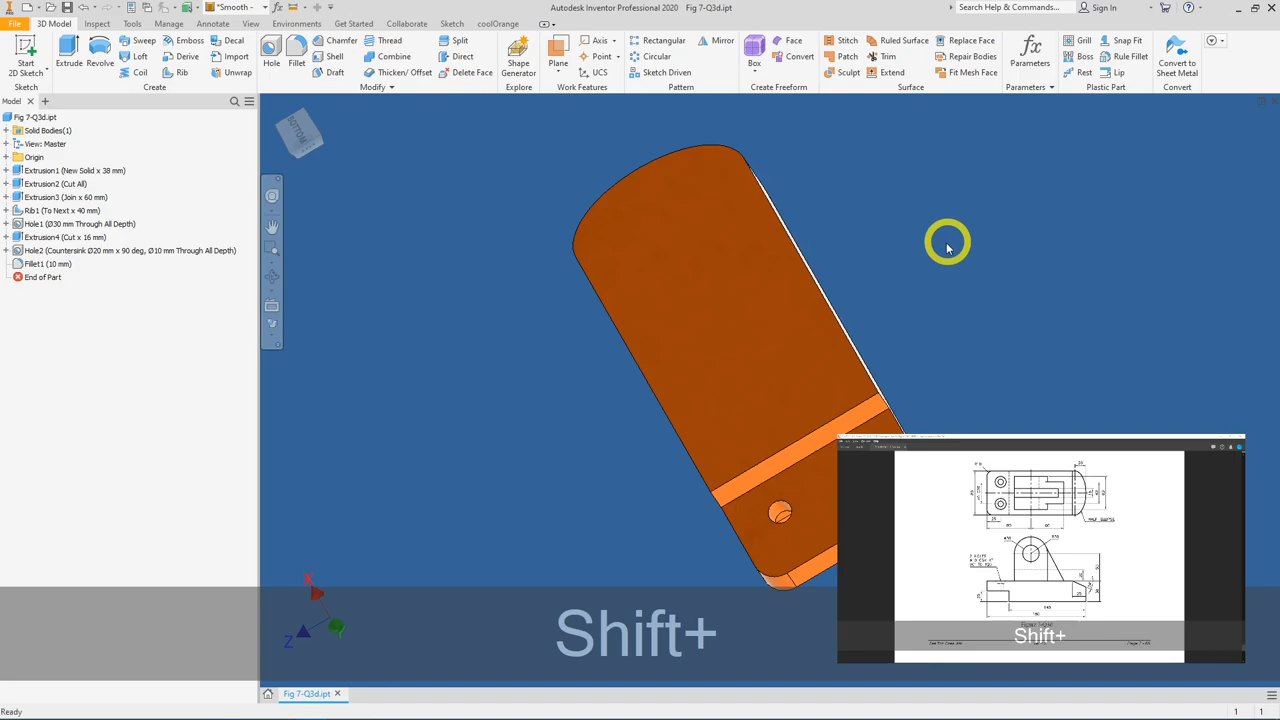 *Smooth -
Autodesk Inventor Professional 2020   Fig 7-Q3d.ipt
Search Help & Commands...
Sign In
File
3D Model
Inspect
Tools
Manage
Annotate
View
Environments
Get Started
Collaborate
Sketch
coolOrange
Start
2D Sketch
Extrude
Revolve
Sweep
Loft
Coil
Emboss
Derive
Rib
Decal
Import
Unwrap
Hole
Fillet
Chamfer
Shell
Draft
Thread
Combine
Thicken/ Offset
Split
Direct
Delete Face
Shape
Generator
Plane
Axis
Point
UCS
Rectangular
Circular
Sketch Driven
Mirror
Box
Face
Convert
Stitch
Patch
Sculpt
Ruled Surface
Trim
Extend
Replace Face
Repair Bodies
Fit Mesh Face
fx
Parameters
Grill
Boss
Rest
Snap Fit
Rule Fillet
Lip
Convert to
Sheet Metal
Sketch
Create
Modify
Explore
Work Features
Pattern
Create Freeform
Surface
Parameters
Plastic Part
Convert
Model
Fig 7-Q3d.ipt
Solid Bodies(1)
View: Master
Origin
Extrusion1 (New Solid x 38 mm)
Extrusion2 (Cut All)
Extrusion3 (Join x 60 mm)
Rib1 (To Next x 40 mm)
Hole1 (Ø30 mm Through All Depth)
Extrusion4 (Cut x 16 mm)
Hole2 (Countersink Ø20 mm x 90 deg, Ø10 mm Through All Depth)
Fillet1 (10 mm)
End of Part
BOTTOM
X
Z
Shift+
Shift+
Fig 7-Q3d.ipt
Ready
1
1